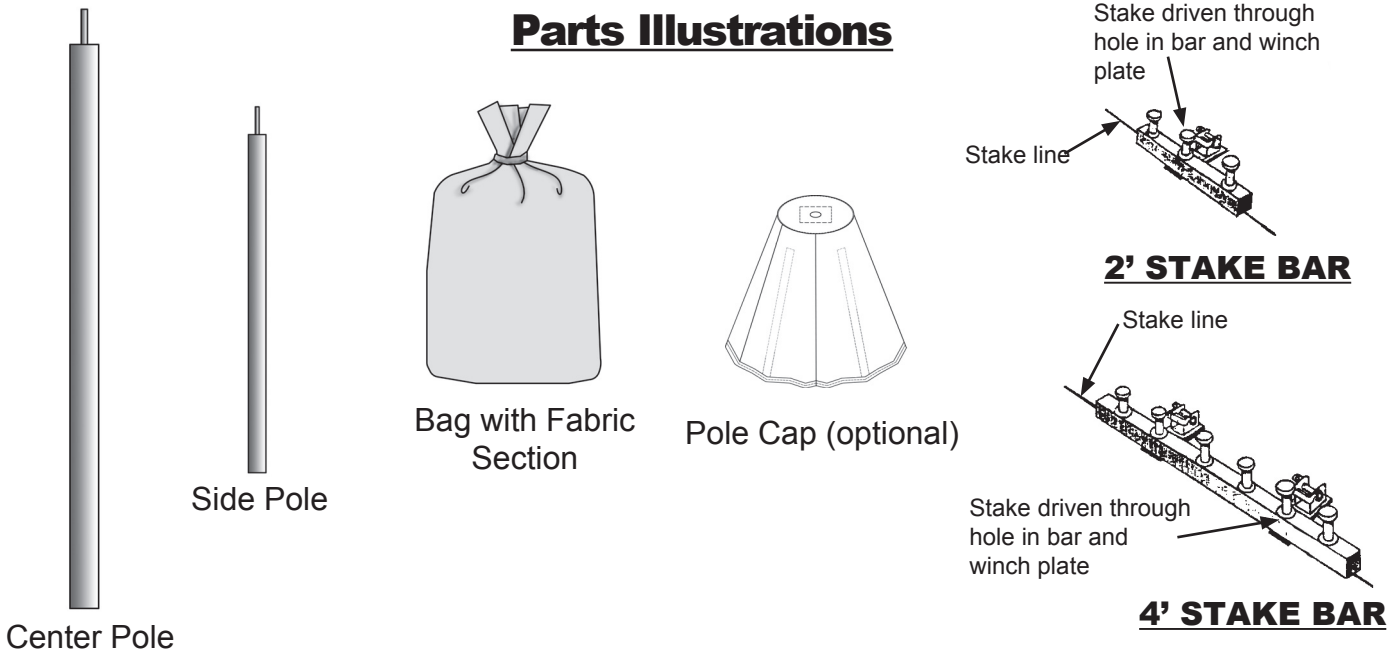 Parts Illustrations
Center Pole
Side Pole
Bag with Fabric
Section
Pole Cap (optional)
Stake driven through
hole in bar and winch
plate
Stake line
2’ STAKE BAR
Stake line
Stake driven through
hole in bar and
winch plate
4’ STAKE BAR